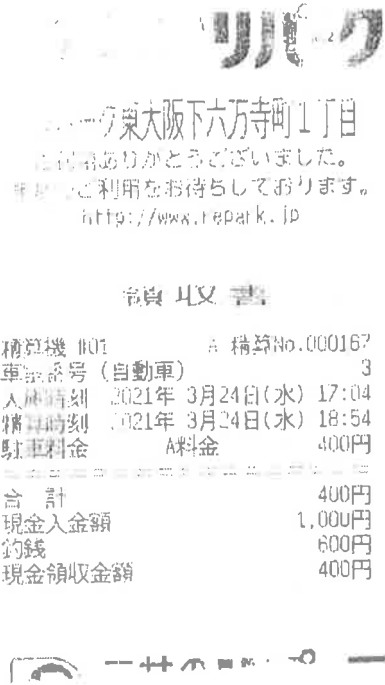 リパーク
パーク東大阪下六万寺町1丁目
ご利用ありがとうございました。
ご利用をお待ちしております。
http://www.repark.jp
領収書
精算機 #01 A 精算No.000167
車室番号(自動車) 3
入庫時刻 2021年 3月24日(水) 17:04
精算時刻 2021年 3月24日(水) 18:54
駐車料金 A料金 400円
合 計 400円
現金入金額 1,000円
釣銭 600円
現金領収金額 400円